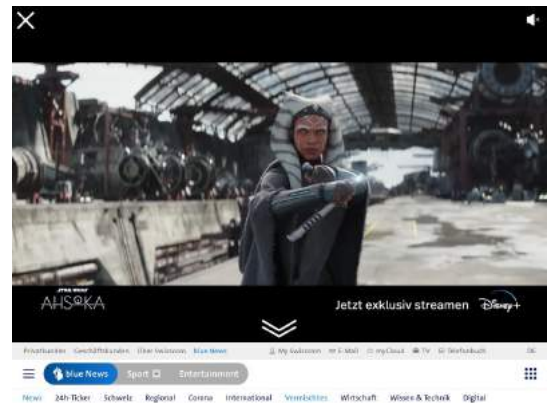 STAR WARS
AHSOKA
Jetzt exklusiv streamen Disney+
Privatkunden Geschäftskunden Über Swisscom blue News My Swisscom E-Mail myCloud TV Telefonbuch DE
blue News Sport Entertainment
News 24h-Ticker Schweiz Regional Corona International Vermischtes Wirtschaft Wissen & Technik Digital